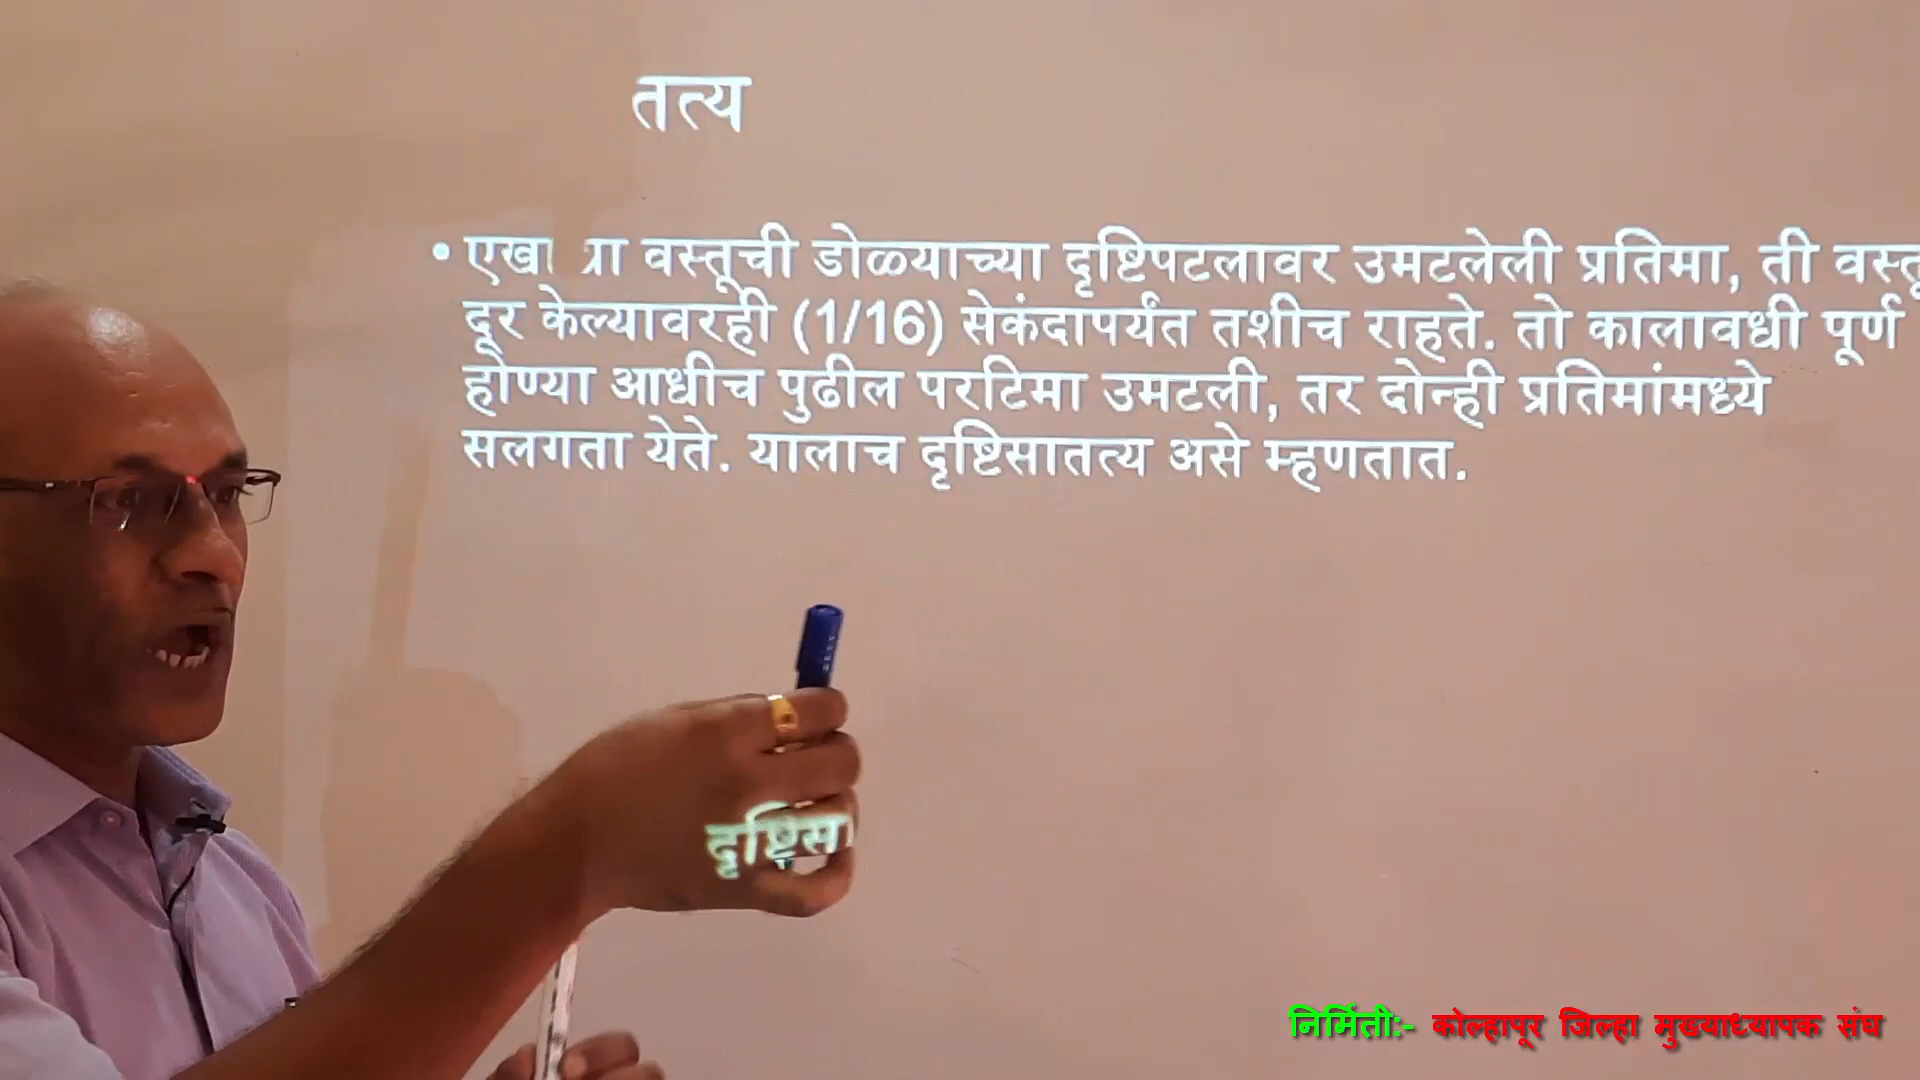 तत्य
• एखा द्या वस्तूची डोळ्याच्या दृष्टिपटलावर उमटलेली प्रतिमा, ती वस्तू
दूर केल्यावरही (1/16) सेकंदापर्यंत तशीच राहते. तो कालावधी पूर्ण
होण्या आधीच पुढील परटिमा उमटली, तर दोन्ही प्रतिमांमध्ये
सलगता येते. यालाच दृष्टिसातत्य असे म्हणतात.
दृष्टिसा
निर्मिती:- कोल्हापूर जिल्हा मुख्याध्यापक संघ